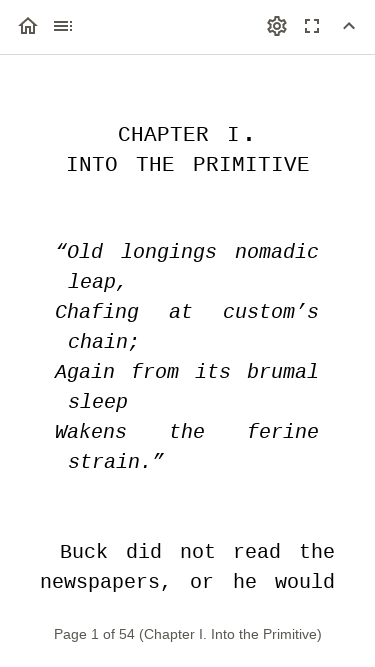 CHAPTER I.
INTO THE PRIMITIVE
“Old longings nomadic
leap,
Chafing at custom’s
chain;
Again from its brumal
sleep
Wakens the ferine
strain.”
Buck did not read the
newspapers, or he would
Page 1 of 54 (Chapter I. Into the Primitive)